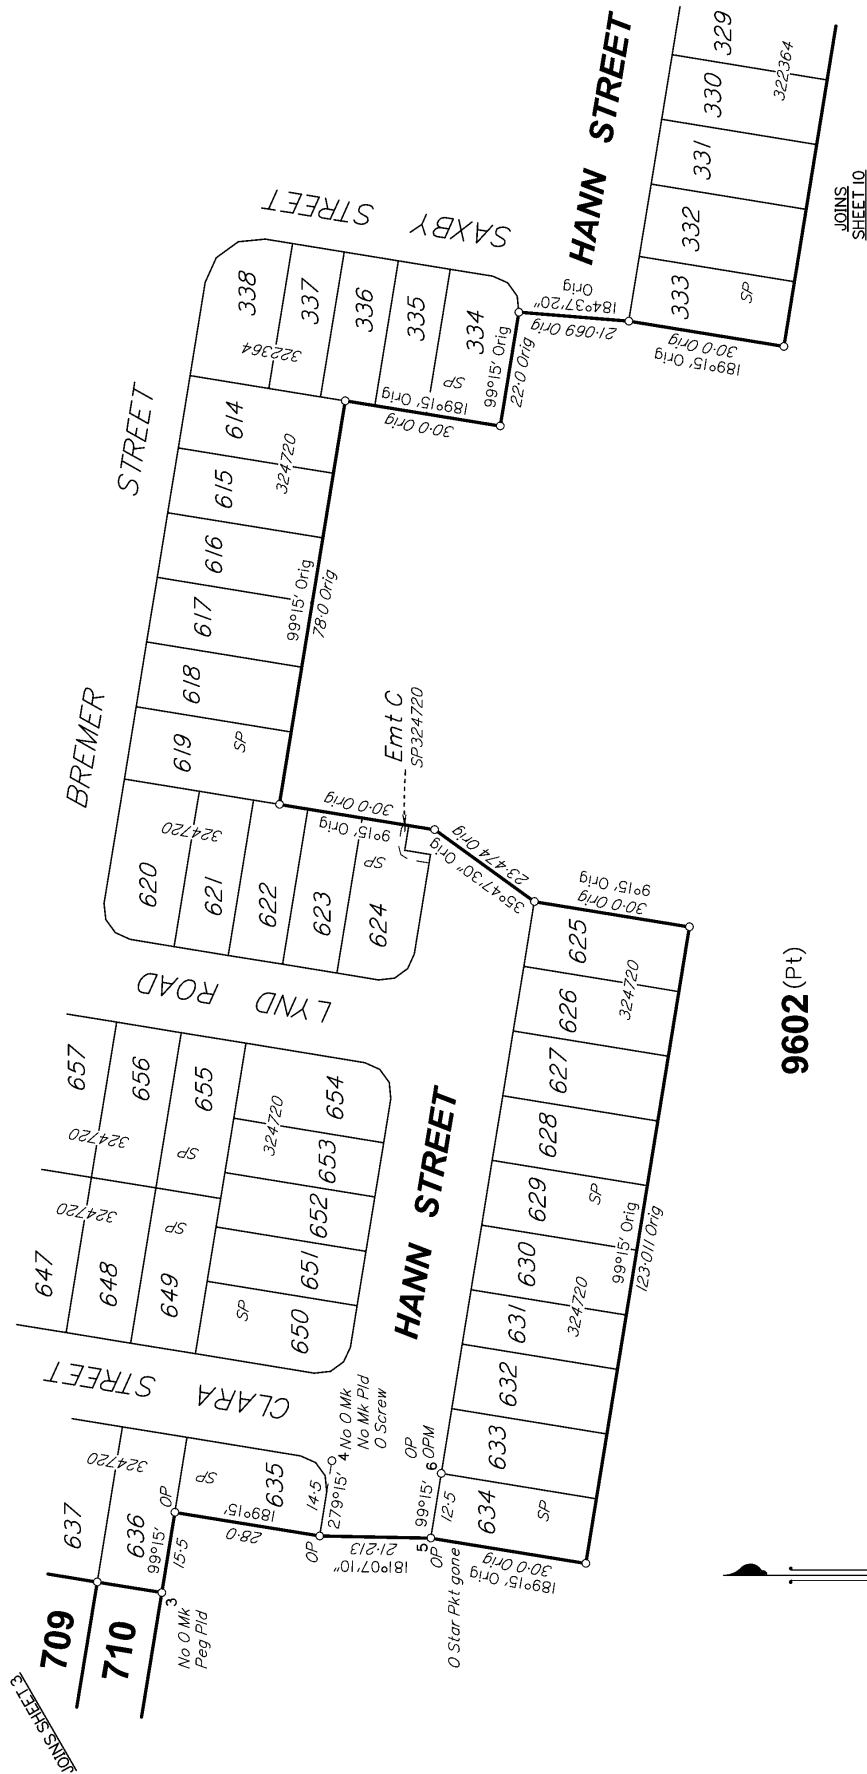 JOINS SHEET 3
709
710
No O Mk
Peg Pld
3
637
636
324720
99°15'
15·5
OP
SP
635
189°15'
28·0
OP
14·5
279°15'
4
No O Mk
No Mk Pld
O Screw
181°07'10"
21·213
5
OP
O Star Pkt gone
99°15'
12·5
6
OP
OPM
CLARA STREET
647
648
649
324720
SP
657
656
655
324720
SP
650
651
652
653
654
SP
324720
LYND ROAD
HANN STREET
634
633
632
631
630
629
628
627
626
625
SP
324720
SP
324720
189°15' Orig
30·0 Orig
99°15' Orig
123·011 Orig
9°15' Orig
30·0 Orig
35°47'30" Orig
23·474 Orig
9602 (Pt)
BREMER STREET
620
621
622
623
624
324720
SP
9°15' Orig
30·0 Orig
Emt C
SP324720
619
618
617
616
615
614
SP
324720
99°15' Orig
78·0 Orig
338
337
336
335
334
322364
SP
189°15' Orig
30·0 Orig
99°15' Orig
22·0 Orig
SAXBY STREET
184°37'20"
Orig
21·069 Orig
HANN STREET
333
332
331
330
329
SP
322364
189°15' Orig
30·0 Orig
JOINS
SHEET 10